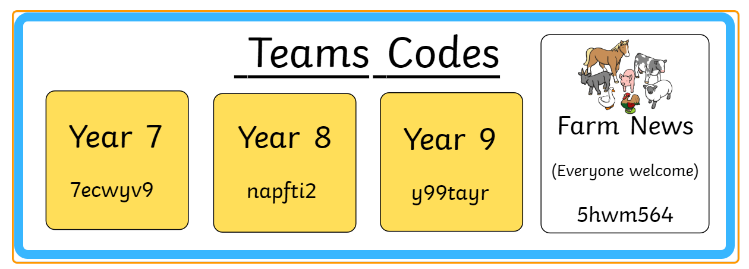 Teams Codes
Year 7
7ecwyv9
Year 8
napfti2
Year 9
y99tayr
Farm News
(Everyone welcome)
5hwm564